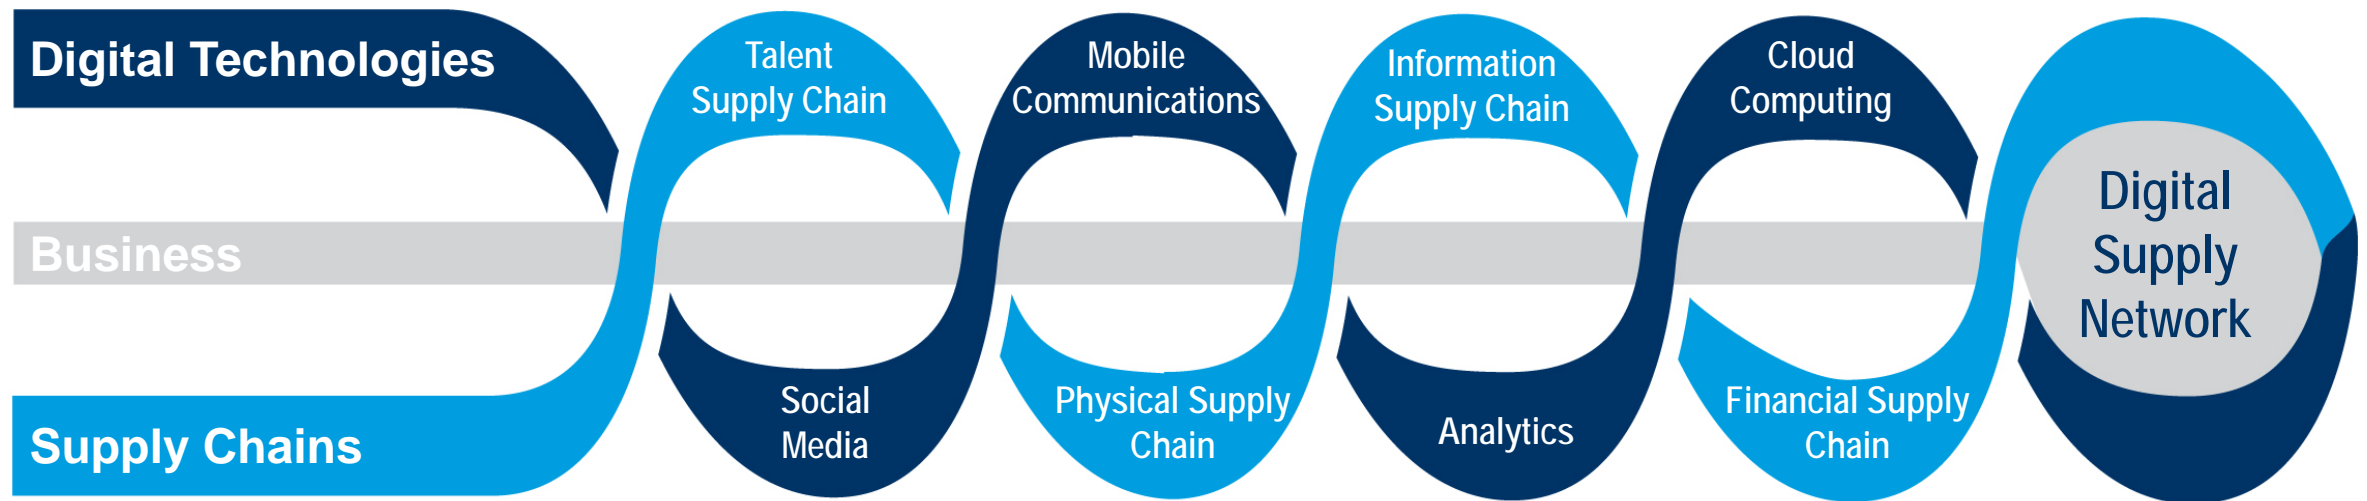 Digital Technologies
Talent
Supply Chain
Mobile
Communications
Information
Supply Chain
Cloud
Computing
Business
Digital
Supply
Network
Supply Chains
Social
Media
Physical Supply
Chain
Analytics
Financial Supply
Chain